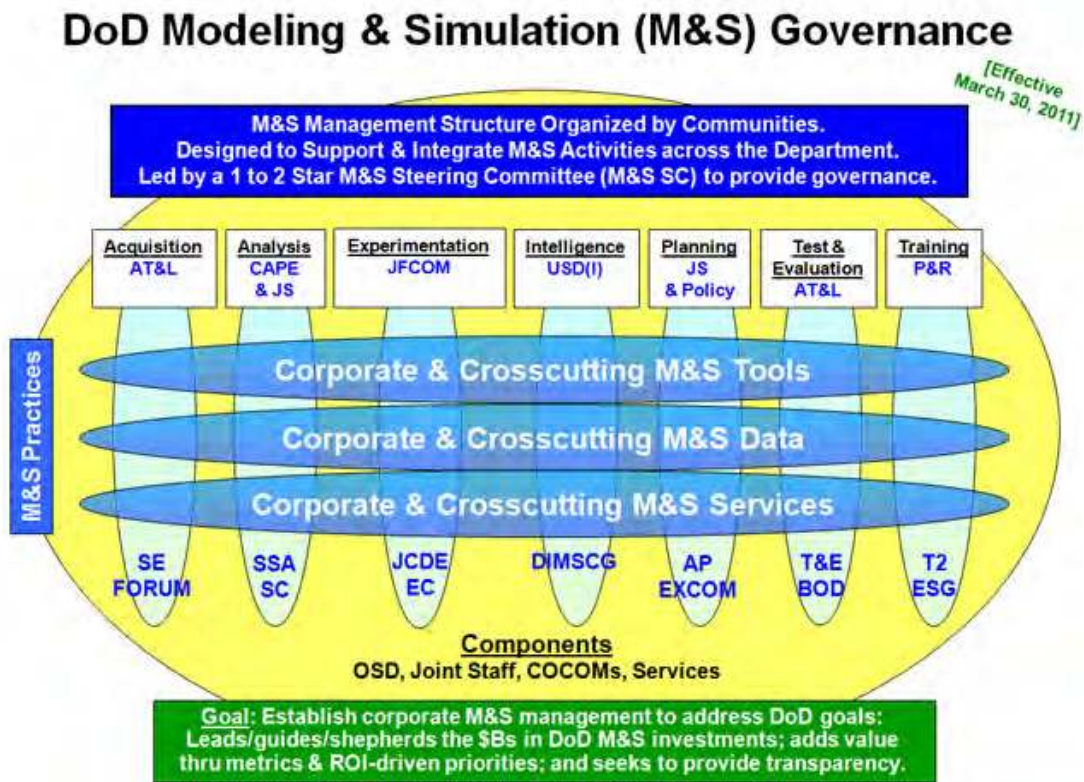 DoD Modeling & Simulation (M&S) Governance
[Effective
March 30, 2011]
M&S Management Structure Organized by Communities.
Designed to Support & Integrate M&S Activities across the Department.
Led by a 1 to 2 Star M&S Steering Committee (M&S SC) to provide governance.
Acquisition
AT&L
Analysis
CAPE
& JS
Experimentation
JFCOM
Intelligence
USD(I)
Planning
JS
& Policy
Test &
Evaluation
AT&L
Training
P&R
M&S Practices
Corporate & Crosscutting M&S Tools
Corporate & Crosscutting M&S Data
Corporate & Crosscutting M&S Services
SE
FORUM
SSA
SC
JCDE
EC
DIMSCG
AP
EXCOM
T&E
BOD
T2
ESG
Components
OSD, Joint Staff, COCOMs, Services
Goal: Establish corporate M&S management to address DoD goals:
Leads/guides/shepherds the $Bs in DoD M&S investments; adds value
thru metrics & ROI-driven priorities; and seeks to provide transparency.